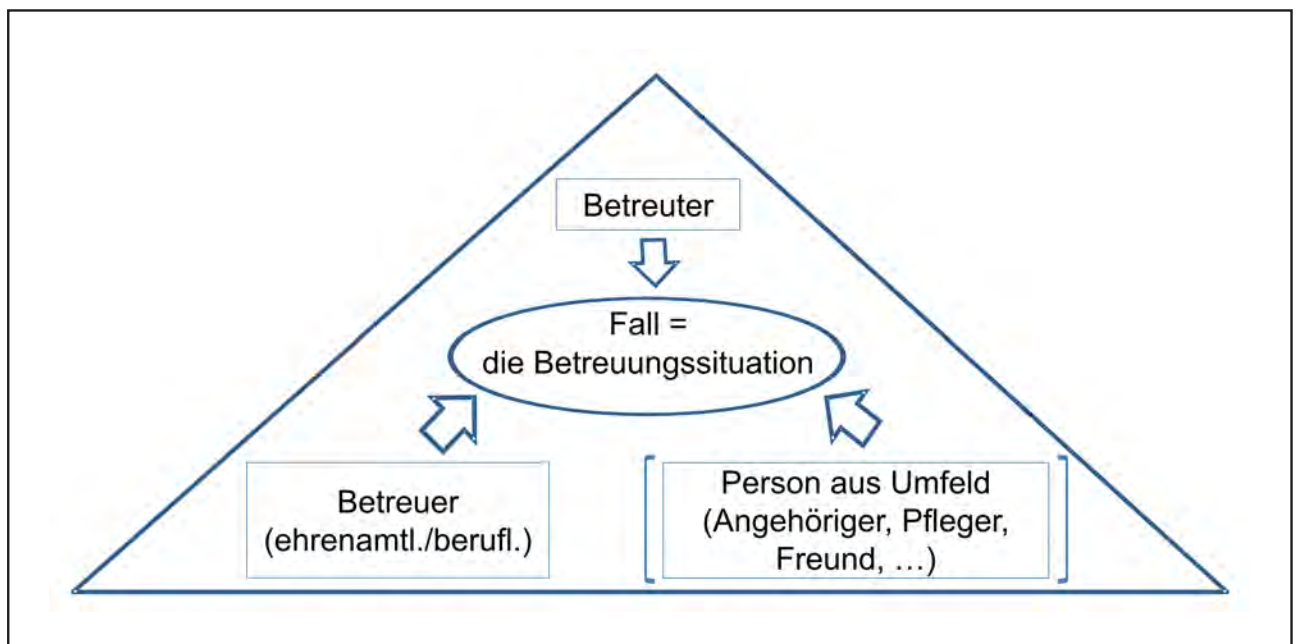 Betreuter
Fall =
die Betreuungssituation
Betreuer
(ehrenamtl./berufl.)
Person aus Umfeld
(Angehöriger, Pfleger,
Freund, …)